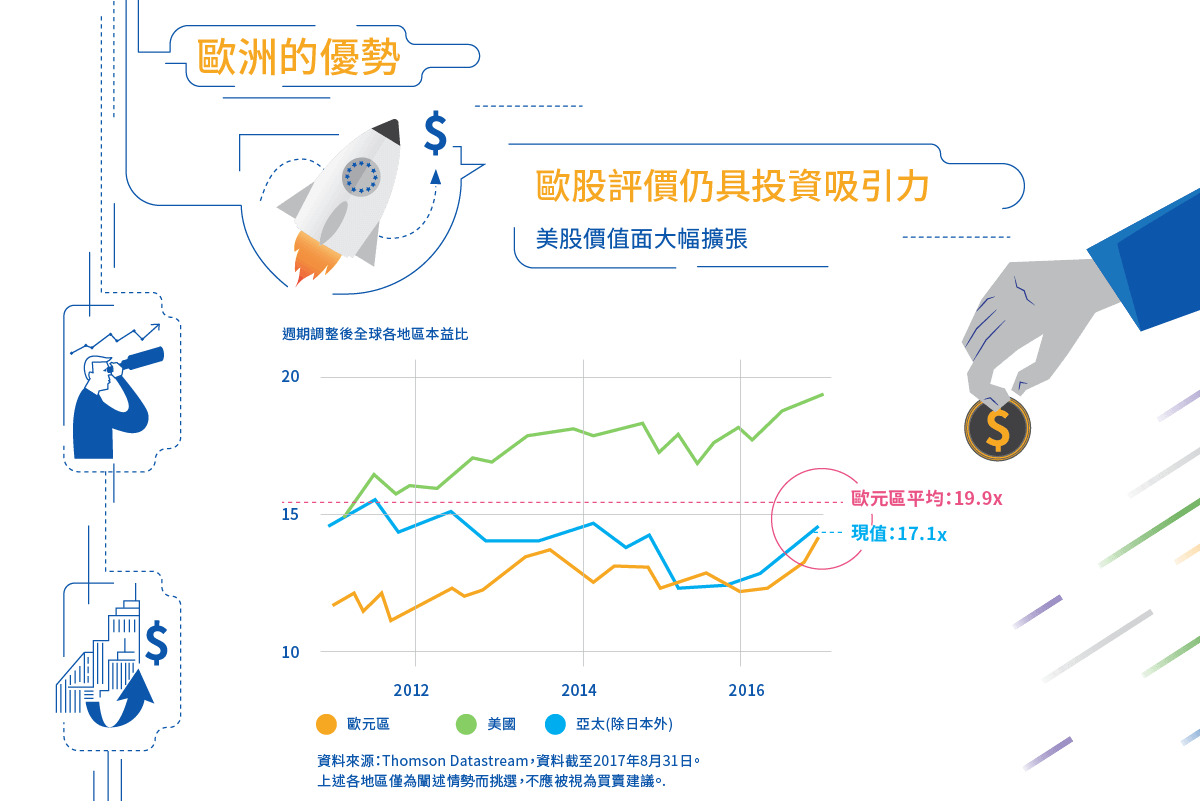 歐洲的優勢
$
歐股評價仍具投資吸引力
美股價值面大幅擴張
週期調整後全球各地區本益比
20
15
10
歐元區平均：19.9x
現值：17.1x
$
$
2012
2014
2016
歐元區
美國
亞太(除日本外)
資料來源：Thomson Datastream，資料截至2017年8月31日。
上述各地區僅為闡述情勢而挑選，不應被視為買賣建議。.